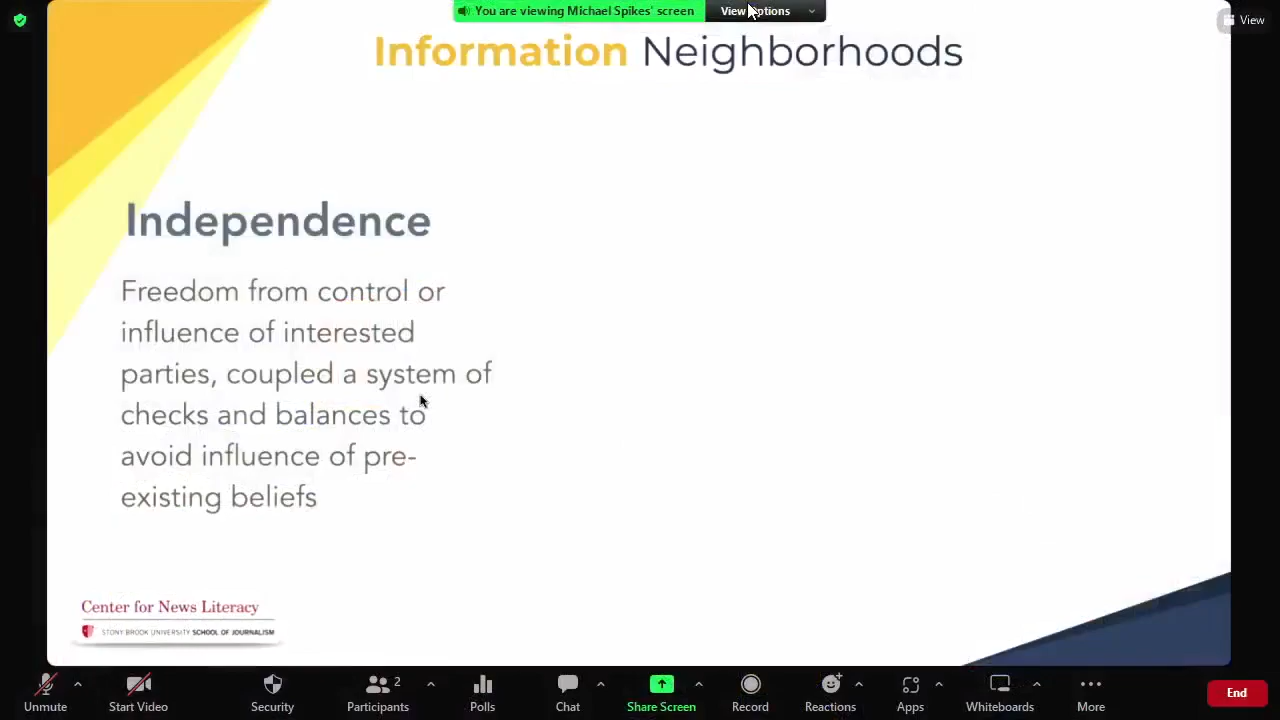 You are viewing Michael Spikes' screen
View Options
View
Information Neighborhoods
Independence
Freedom from control or
influence of interested
parties, coupled a system of
checks and balances to
avoid influence of pre-
existing beliefs
Center for News Literacy
STONY BROOK UNIVERSITY SCHOOL OF JOURNALISM
Unmute
Start Video
Security
2
Participants
Polls
Chat
Share Screen
Record
Reactions
Apps
Whiteboards
More
End